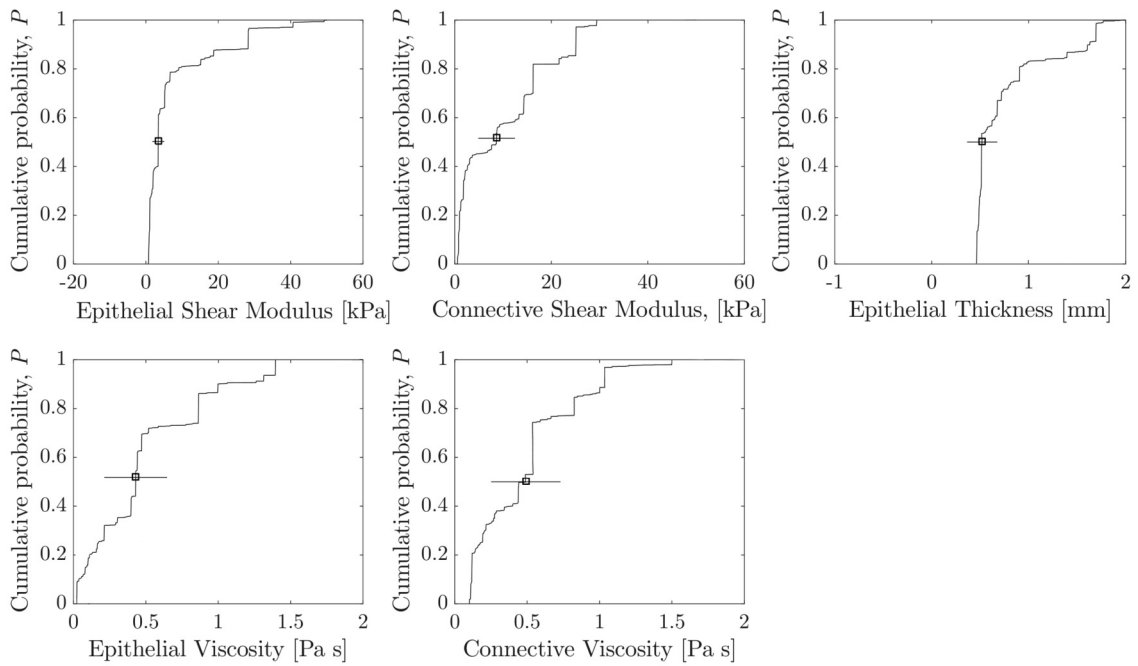 Cumulative probability, P
1
0.8
0.6
0.4
0.2
0
-20 0 20 40 60
Epithelial Shear Modulus [kPa]
Cumulative probability, P
1
0.8
0.6
0.4
0.2
0
0 20 40 60
Connective Shear Modulus, [kPa]
Cumulative probability, P
1
0.8
0.6
0.4
0.2
0
-1 0 1 2
Epithelial Thickness [mm]
Cumulative probability, P
1
0.8
0.6
0.4
0.2
0
0 0.5 1 1.5 2
Epithelial Viscosity [Pa s]
Cumulative probability, P
1
0.8
0.6
0.4
0.2
0
0 0.5 1 1.5 2
Connective Viscosity [Pa s]